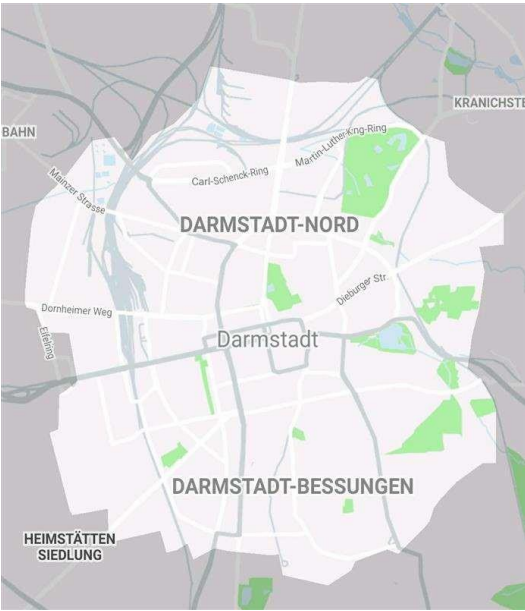 KRANICHSTE
BAHN
Martin-Luther-King-Ring
Carl-Schenck-Ring
Mainzer Strasse
DARMSTADT-NORD
Dieburger Str.
Dornheimer Weg
Eifelring
Darmstadt
DARMSTADT-BESSUNGEN
HEIMSTÄTTEN
SIEDLUNG